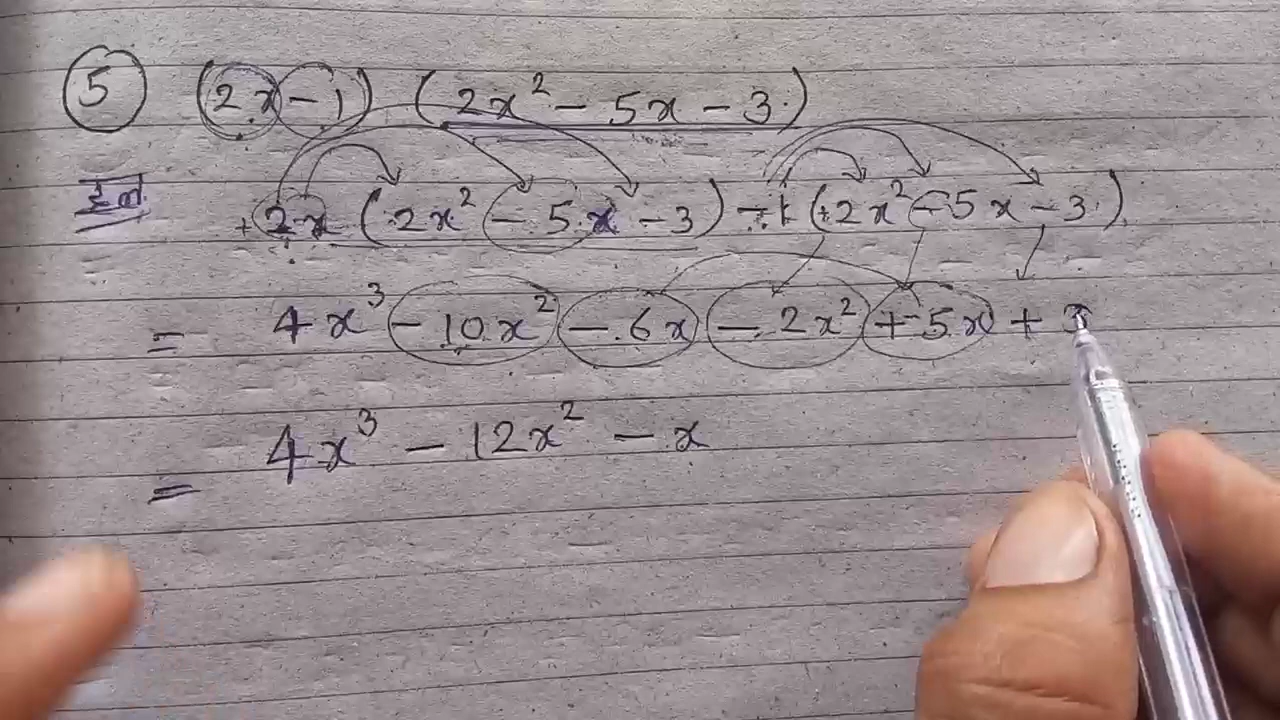 5 (2x - 1) (2x² - 5x - 3)
हल +2x (2x² - 5x - 3) - 1 (+2x² - 5x - 3)
= 4x³ - 10x² - 6x - 2x² + 5x + 3
= 4x³ - 12x² - x